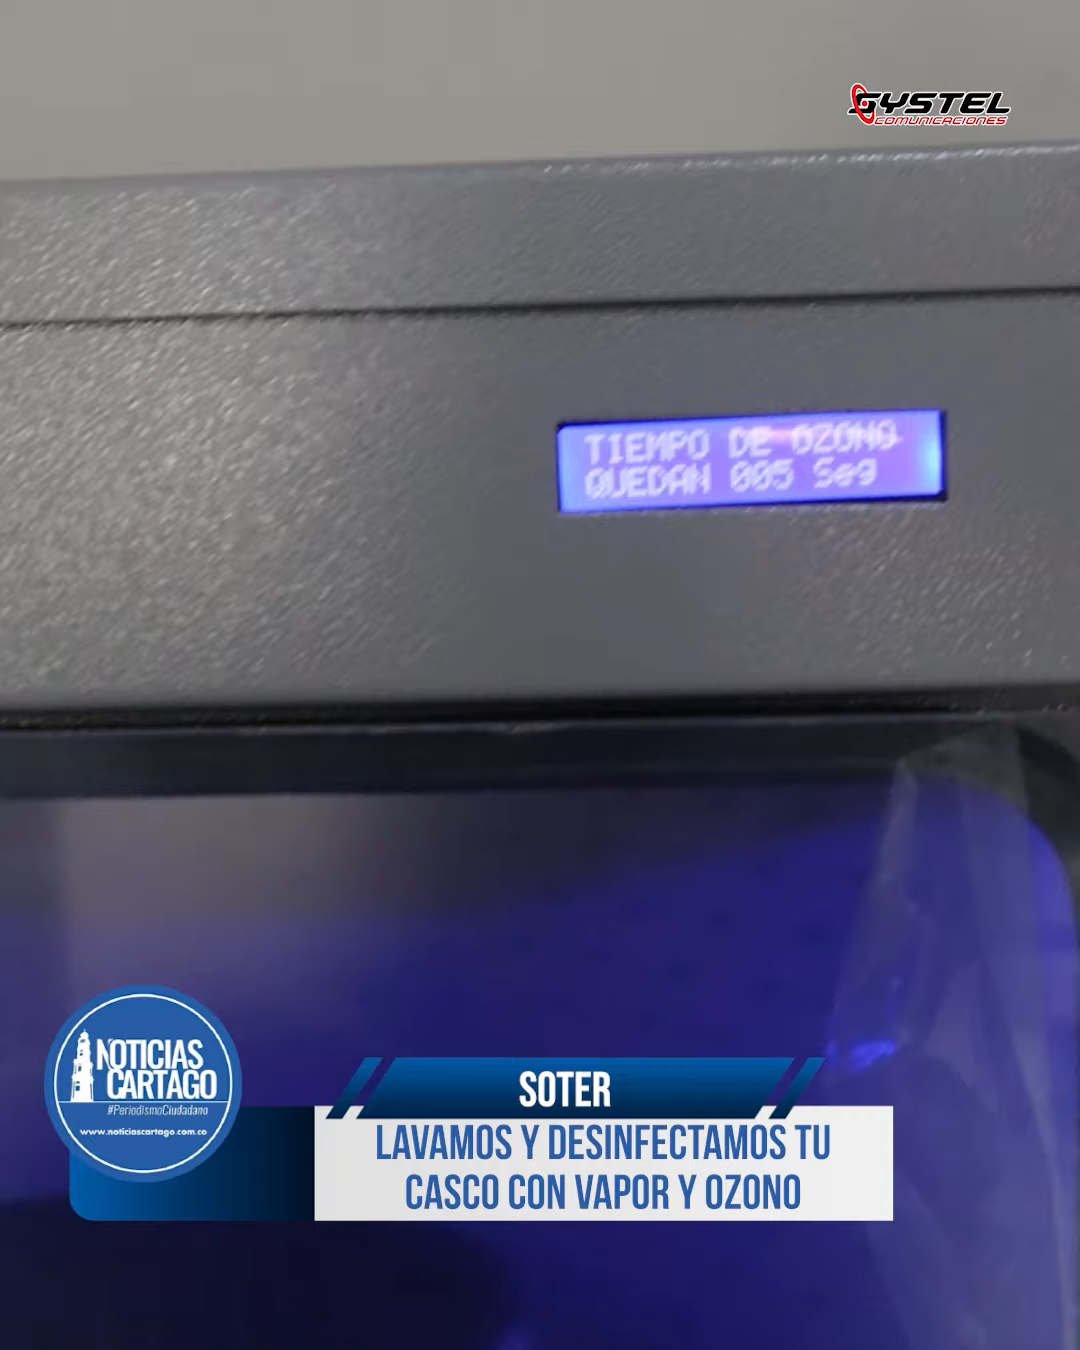 SYSTEL
COMUNICACIONES
TIEMPO DE OZONO
QUEDAN 005 Seg
NOTICIAS
CARTAGO
#PeriodismoCiudadano
www.noticiascartago.com.co
SOTER
LAVAMOS Y DESINFECTAMOS TU
CASCO CON VAPOR Y OZONO